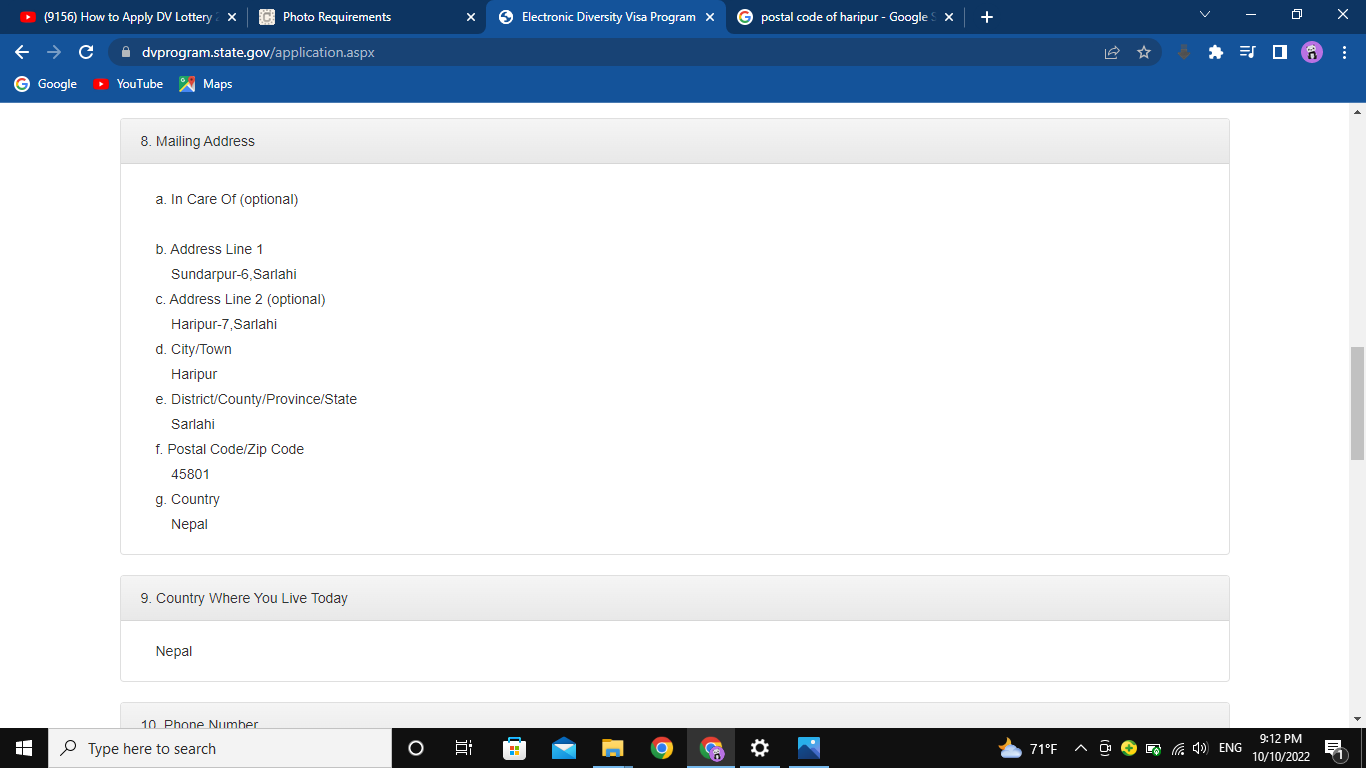 (9156) How to Apply DV Lottery
Photo Requirements
Electronic Diversity Visa Program
postal code of haripur - Google S
dvprogram.state.gov/application.aspx
Google
YouTube
Maps
8. Mailing Address
a. In Care Of (optional)
b. Address Line 1
Sundarpur-6,Sarlahi
c. Address Line 2 (optional)
Haripur-7,Sarlahi
d. City/Town
Haripur
e. District/County/Province/State
Sarlahi
f. Postal Code/Zip Code
45801
g. Country
Nepal
9. Country Where You Live Today
Nepal
10. Phone Number
Type here to search
71°F
ENG
9:12 PM
10/10/2022
1